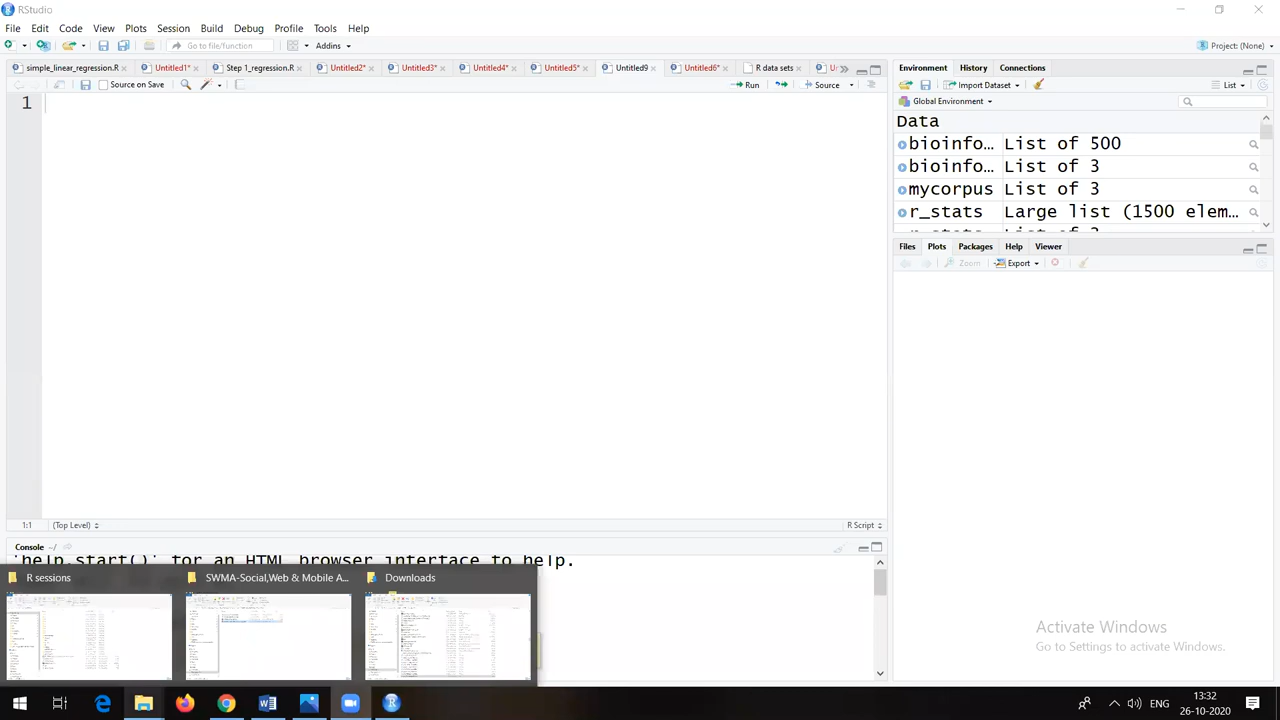 RStudio
File Edit Code View Plots Session Build Debug Profile Tools Help
Go to file/function Addins Project: (None)
simple_linear_regression.R Untitled1* Step 1_regression.R Untitled2* Untitled3* Untitled4* Untitled5* Untitled9 Untitled6* R data sets
Source on Save Run Source
1
1:1 (Top Level) R Script
Console ~/
'help.start()' for an HTML browser interface to help.
Environment History Connections
Import Dataset List
Global Environment
Data
bioinfo… List of 500
bioinfo… List of 3
mycorpus List of 3
r_stats Large list (1500 elem…
Files Plots Packages Help Viewer
Zoom Export
Activate Windows
Go to Settings to activate Windows.
R sessions SWMA-Social,Web & Mobile A... Downloads
ENG 13:32
26-10-2020